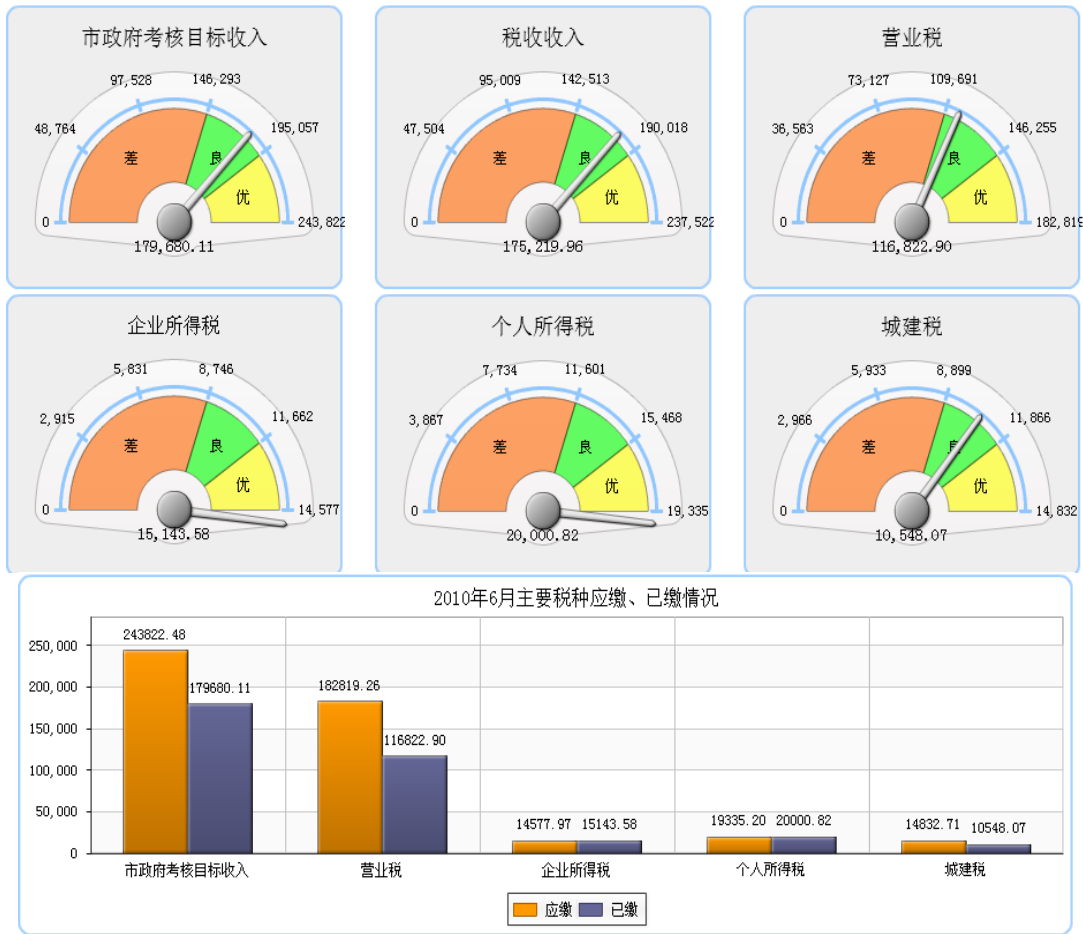 市政府考核目标收入
97,528 146,293
48,764 195,057
差 良 优
0 243,822
179,680.11
税收收入
95,009 142,513
47,504 190,018
差 良 优
0 237,522
175,219.96
营业税
73,127 109,691
36,563 146,255
差 良 优
0 182,819
116,822.90
企业所得税
5,831 8,746
2,915 11,662
差 良 优
0 14,577
15,143.58
个人所得税
7,734 11,601
3,867 15,468
差 良 优
0 19,335
20,000.82
城建税
5,933 8,899
2,966 11,866
差 良 优
0 14,832
10,548.07
2010年6月主要税种应缴、已缴情况
250,000
200,000
150,000
100,000
50,000
0
243822.48 179680.11
182819.26 116822.90
14577.97 15143.58
19335.20 20000.82
14832.71 10548.07
市政府考核目标收入 营业税 企业所得税 个人所得税 城建税
应缴 已缴